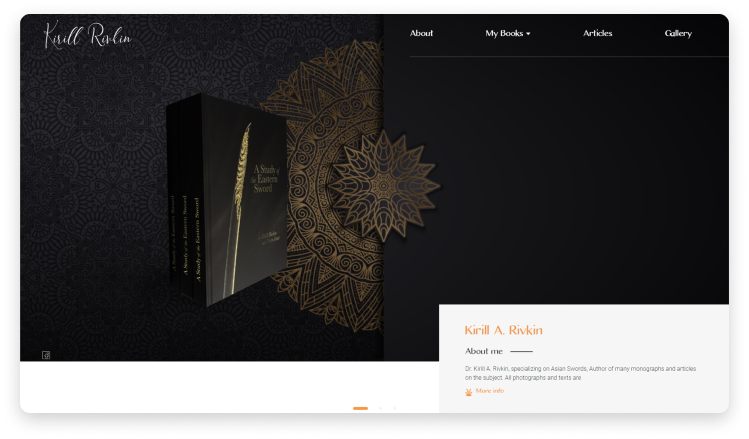 Kirill Rivkin
About
My Books
Articles
Gallery
A Study of
the Eastern
Sword
A Study of the Eastern Sword
A Study of the Eastern Sword
A Study of the Eastern Sword
Kirill A. Rivkin
About me
Dr. Kirill A. Rivkin, specializing on Asian Swords, Author of many monographs and articles
on the subject. All photographs and texts are
More info